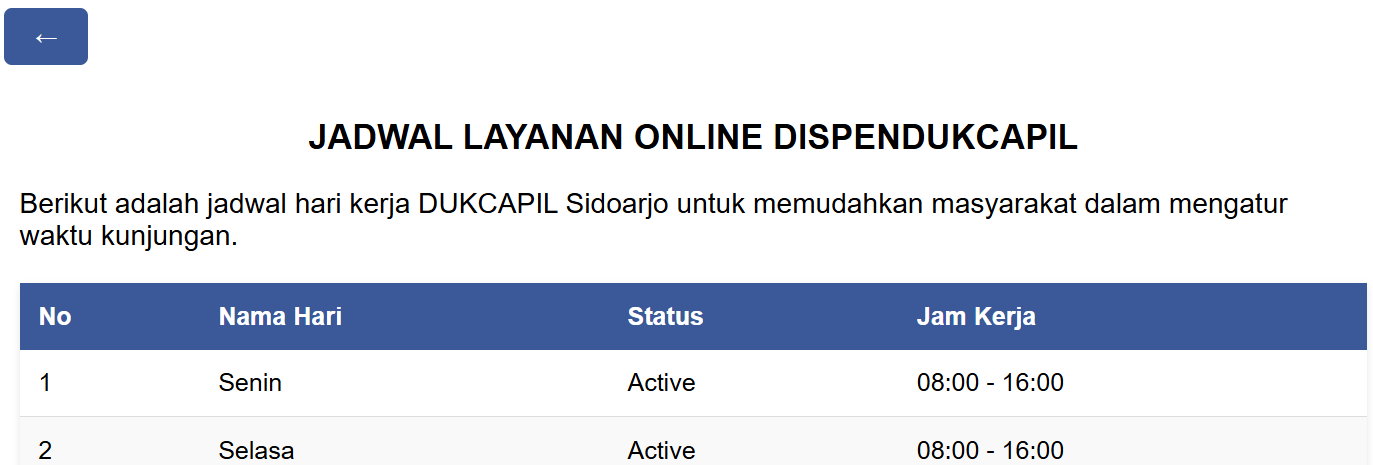 ←
JADWAL LAYANAN ONLINE DISPENDUKCAPIL
Berikut adalah jadwal hari kerja DUKCAPIL Sidoarjo untuk memudahkan masyarakat dalam mengatur
waktu kunjungan.
No Nama Hari Status Jam Kerja
1 Senin Active 08:00 - 16:00
2 Selasa Active 08:00 - 16:00